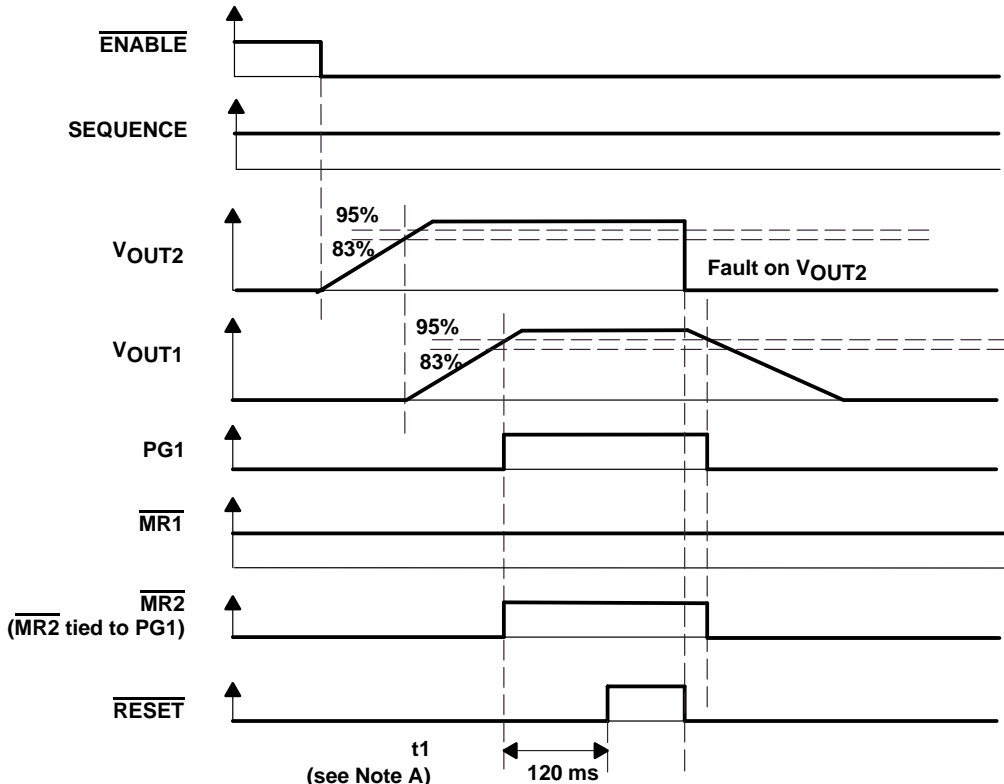 ENABLE
SEQUENCE
95%
83%
VOUT2
Fault on VOUT2
95%
83%
VOUT1
PG1
MR1
MR2
(MR2 tied to PG1)
RESET
t1
(see Note A)
120 ms